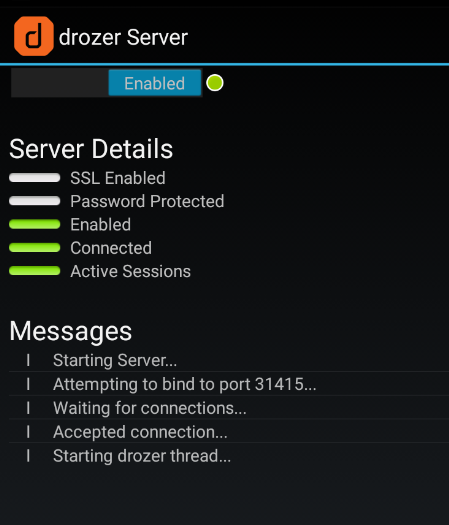 d drozer Server
Enabled
Server Details
SSL Enabled
Password Protected
Enabled
Connected
Active Sessions
Messages
I Starting Server...
I Attempting to bind to port 31415...
I Waiting for connections...
I Accepted connection...
I Starting drozer thread...